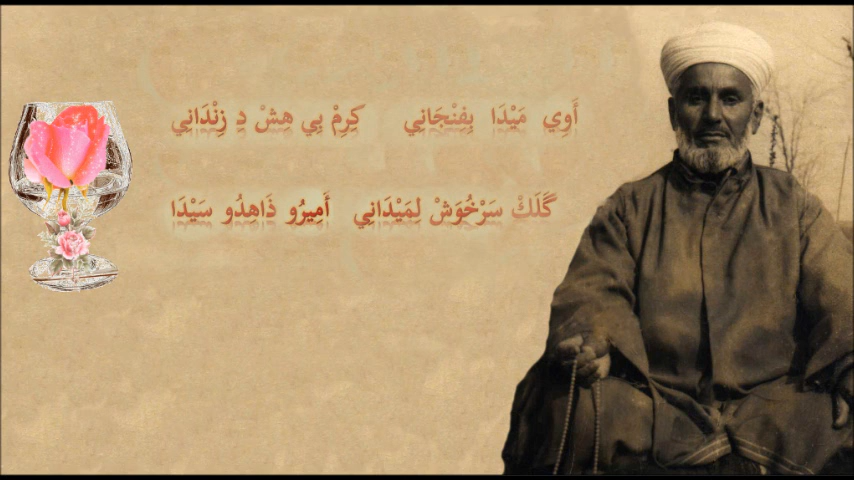 أَوِي مَيْدَا بِفِنْجَانِي كِرِمْ بِي هِشْ دِ زِنْدَانِي
گَلَكْ سَرْخُوَشْ لِمَيْدَانِي أَمِيرُو ذَاهِدُو سَيْدَا